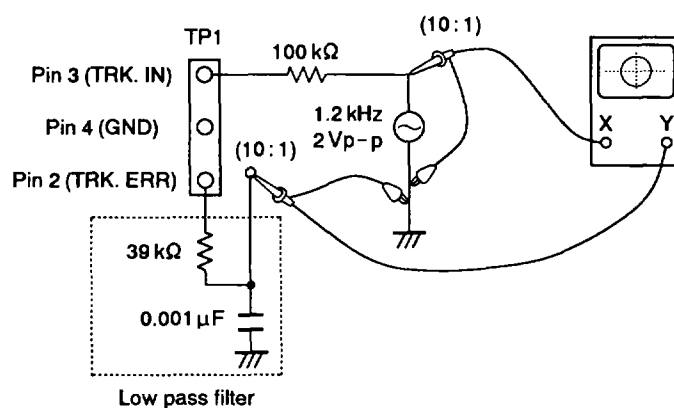 TP1
(10 : 1)
100 kΩ
Pin 3 (TRK. IN)
1.2 kHz
2 Vp-p
Pin 4 (GND)
X
Y
(10 : 1)
Pin 2 (TRK. ERR)
39 kΩ
0.001 μF
Low pass filter